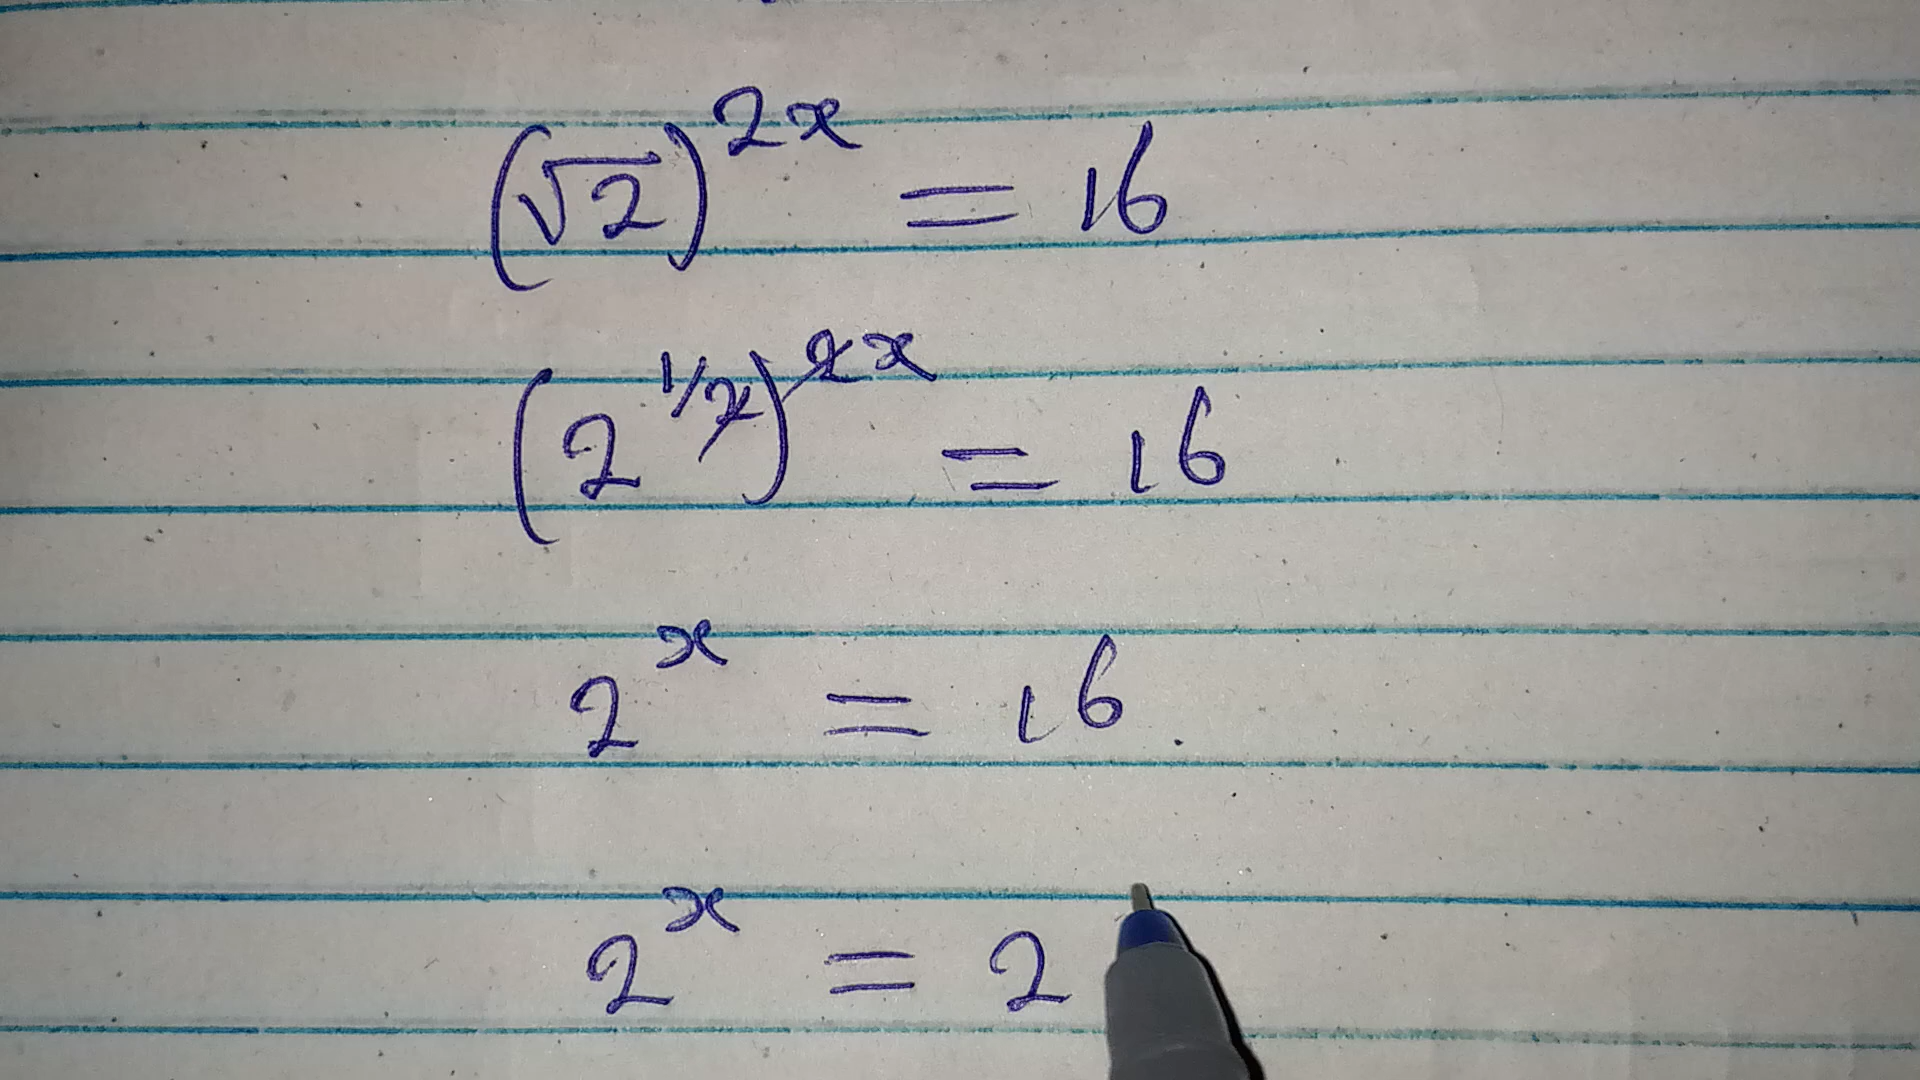 (√2)^{2x} = 16
(2^{1/2})^{2x} = 16
2^x = 16.
2^x = 2